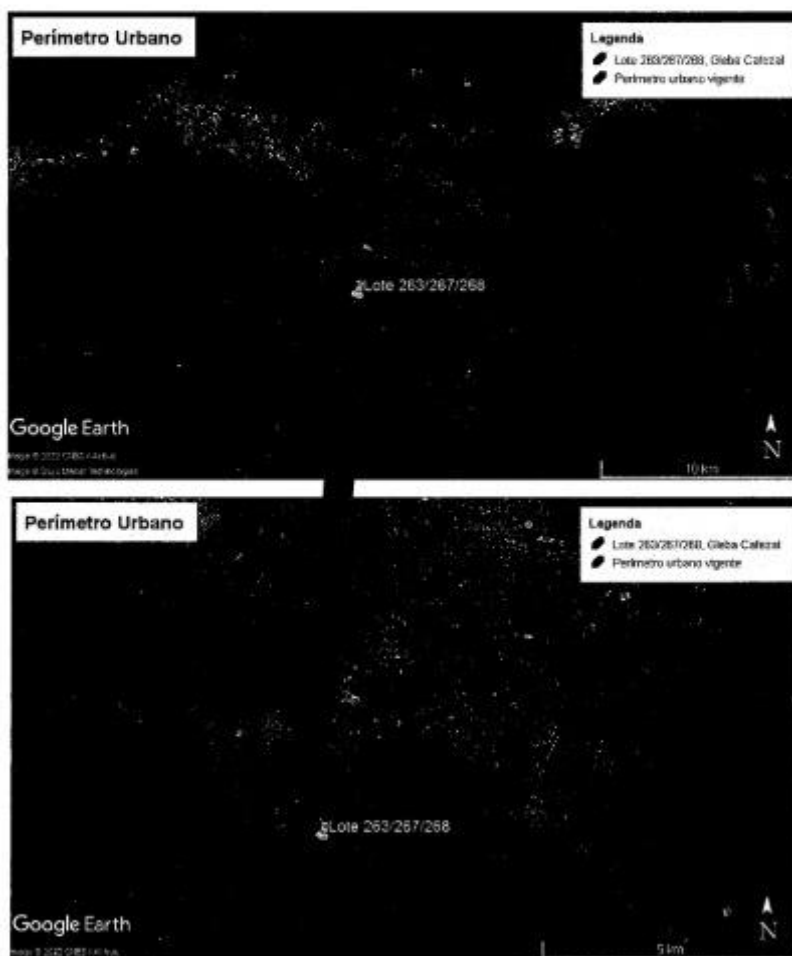 Perímetro Urbano
Legenda
Lote 263/267/268, Gleba Cafezal
Perímetro urbano vigente
Lote 263/267/268
Google Earth
N
10 km
Perímetro Urbano
Legenda
Lote 263/267/268, Gleba Cafezal
Perímetro urbano vigente
Lote 263/267/268
Google Earth
N
5 km